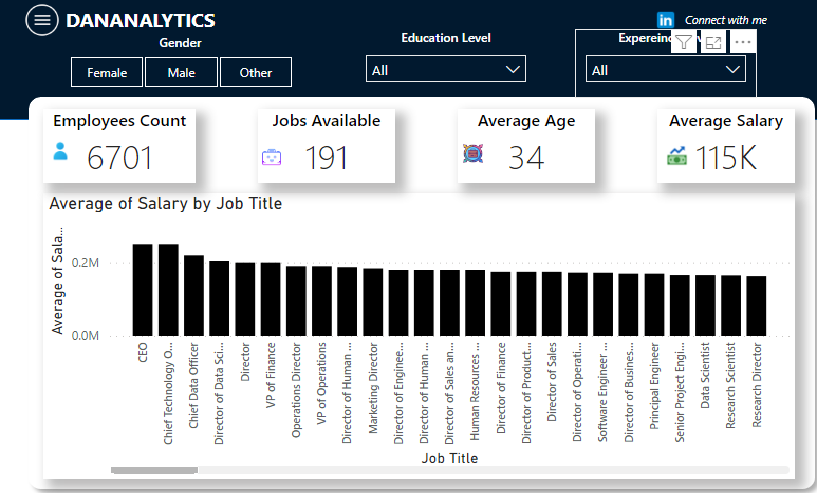 DANANALYTICS
in Connect with me
Gender
Female Male Other
Education Level
All
All
Employees Count
6701
Jobs Available
191
Average Age
34
Average Salary
115K
Average of Salary by Job Title
Average of Sala...
0.2M
0.0M
CEO
Chief Technology O...
Chief Data Officer
Director of Data Sci...
Director
VP of Finance
Operations Director
VP of Operations
Director of Human ...
Marketing Director
Director of Enginee...
Director of Human ...
Director of Sales an...
Human Resources ...
Director of Finance
Director of Product...
Director of Sales
Director of Operati...
Software Engineer ...
Director of Busines...
Principal Engineer
Senior Project Engi...
Data Scientist
Research Scientist
Research Director
Job Title